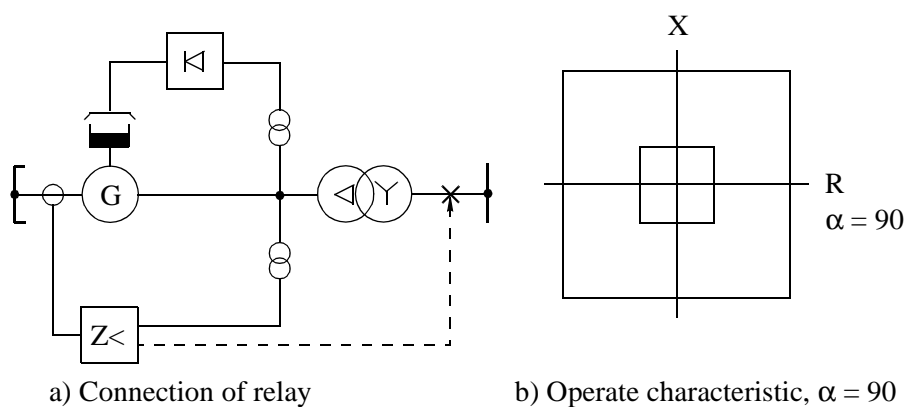 X
G
R
α = 90
Z<
a) Connection of relay
b) Operate characteristic, α = 90